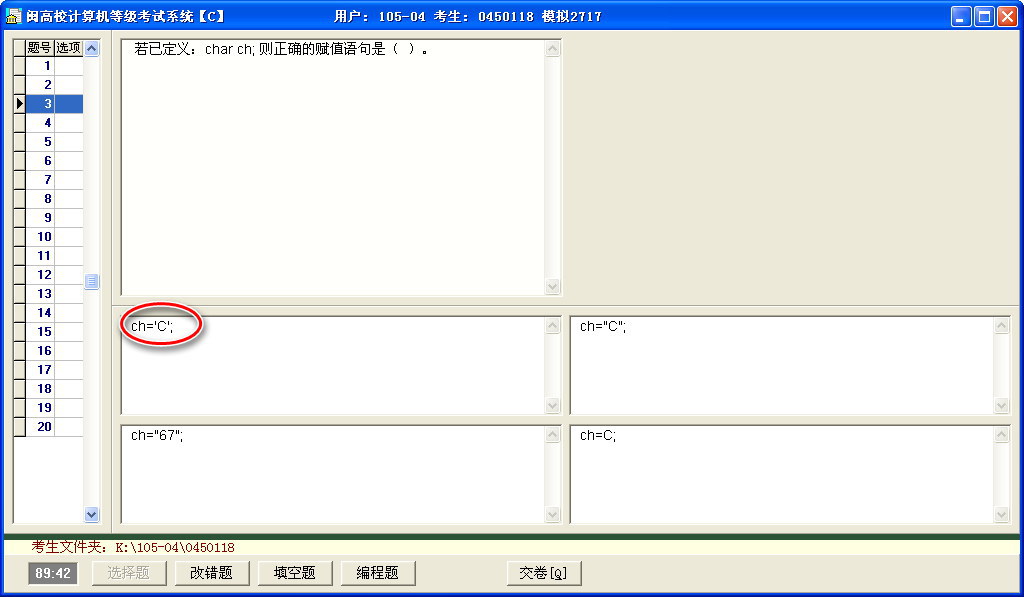 闽高校计算机等级考试系统【C】 用户: 105-04 考生: 0450118 模拟2717
题号 选项
1
2
3
4
5
6
7
8
9
10
11
12
13
14
15
16
17
18
19
20
若已定义：char ch; 则正确的赋值语句是（ ）。
ch='C';
ch="C";
ch="67";
ch=C;
考生文件夹: K:\105-04\0450118
89:42 选择题 改错题 填空题 编程题 交卷[Q]